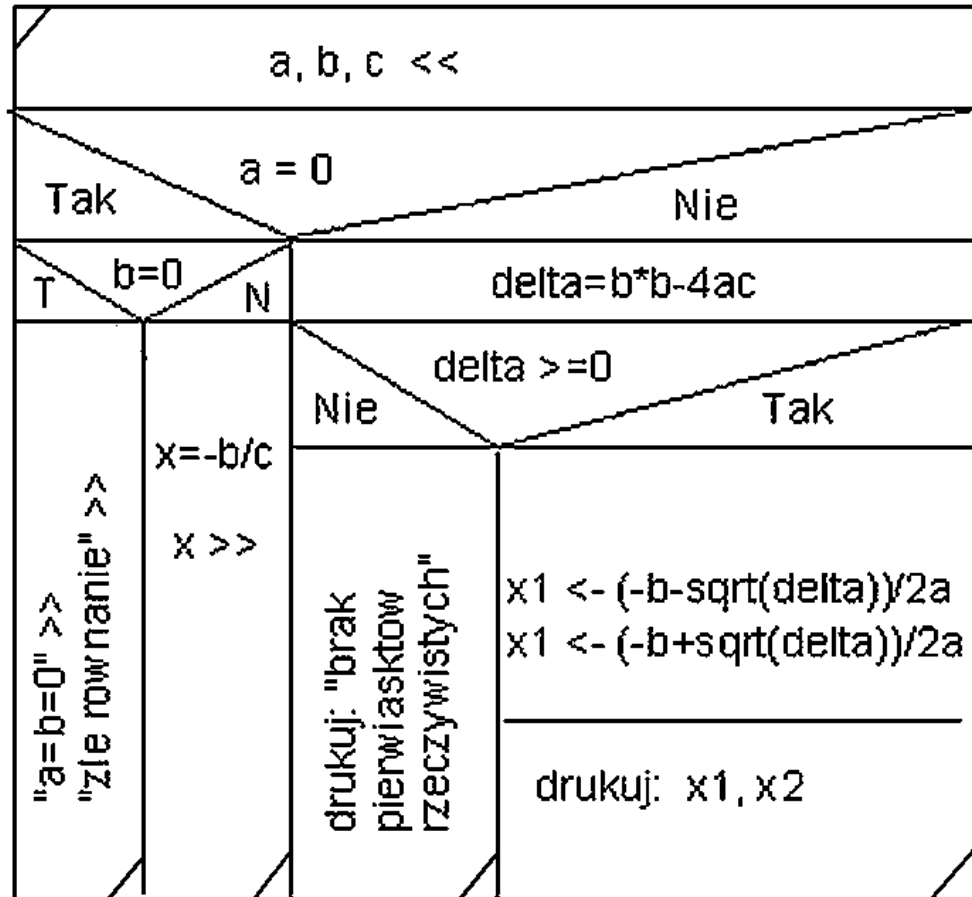 a, b, c <<
a = 0
Tak
Nie
b=0
T
N
delta=b*b-4ac
delta >=0
Nie
Tak
"a=b=0" >>
"zle rownanie" >>
x=-b/c
x >>
drukuj: "brak
pierwiasktow
rzeczywistych"
x1 <- (-b-sqrt(delta))/2a
x1 <- (-b+sqrt(delta))/2a
drukuj: x1, x2